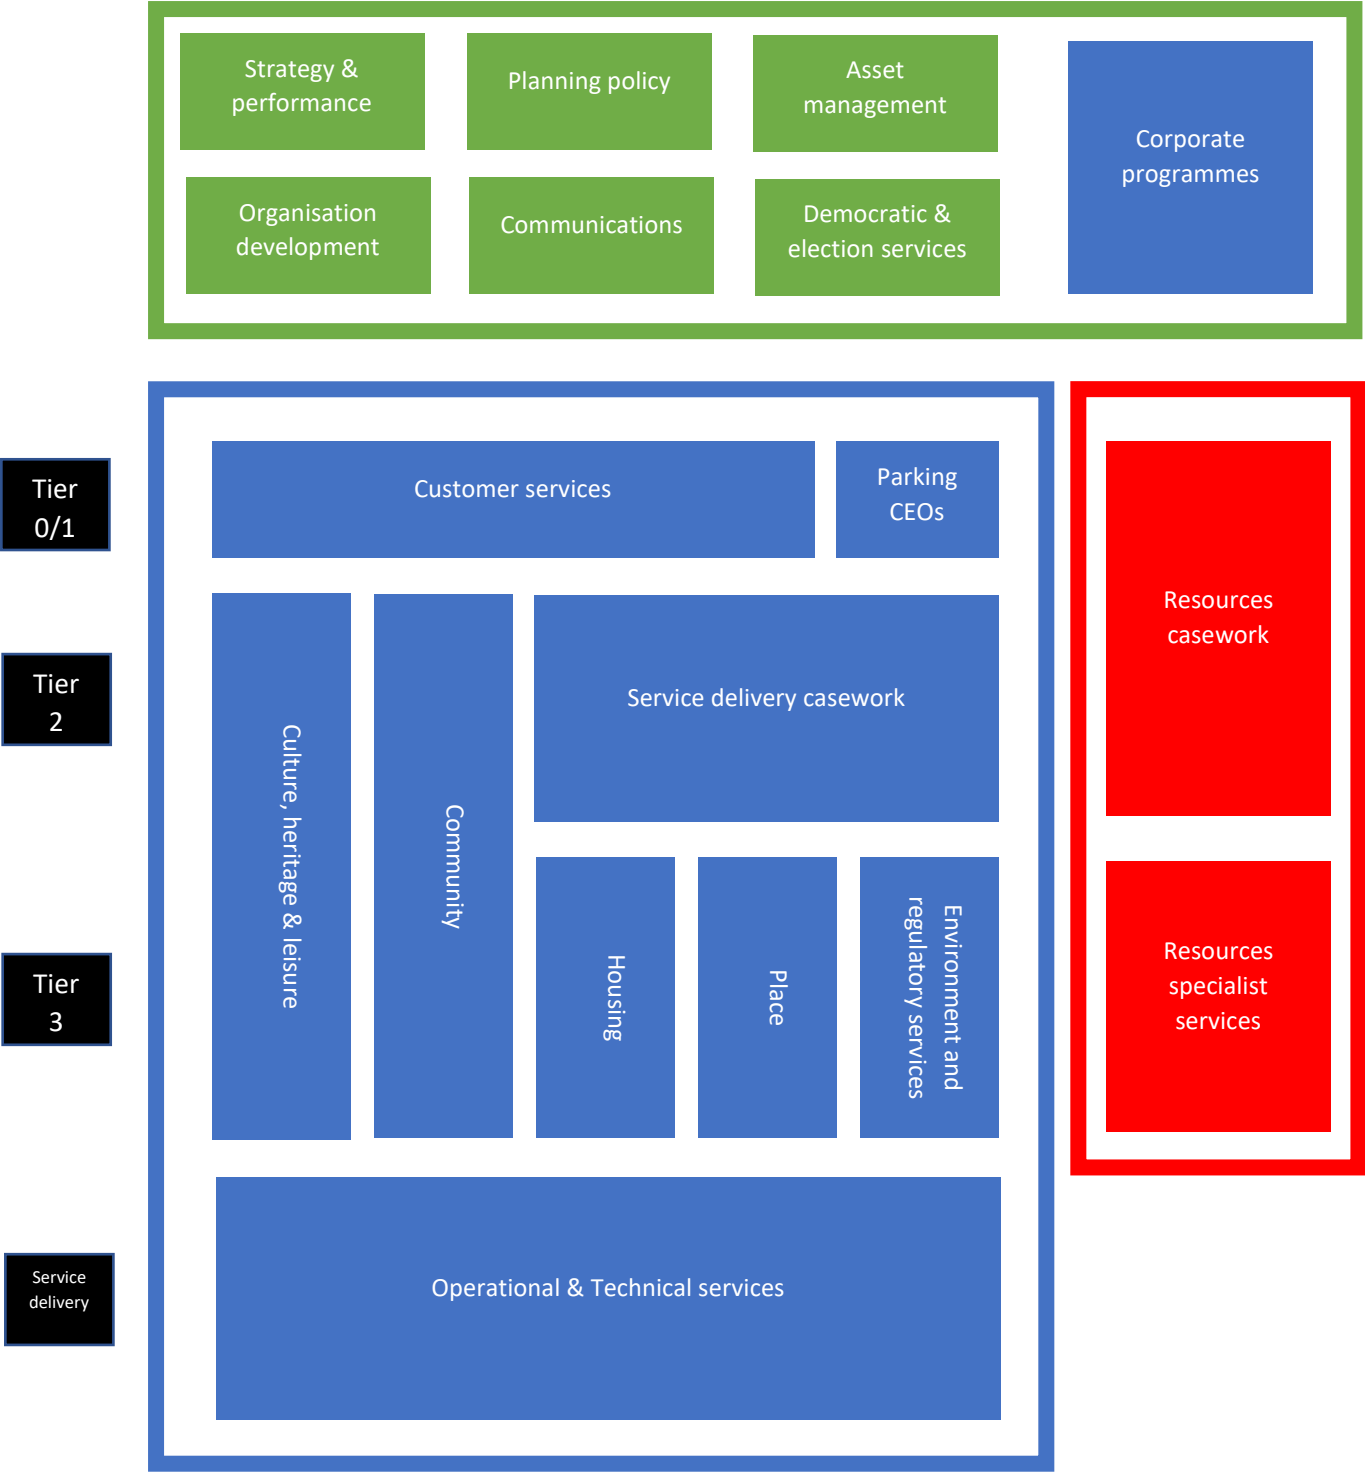 Strategy &
performance
Planning policy
Asset
management
Corporate
programmes
Organisation
development
Communications
Democratic &
election services
Tier
0/1
Customer services
Parking
CEOs
Resources
casework
Tier
2
Service delivery casework
Culture, heritage & leisure
Community
Tier
3
Housing
Place
Environment and
regulatory services
Resources
specialist
services
Service
delivery
Operational & Technical services